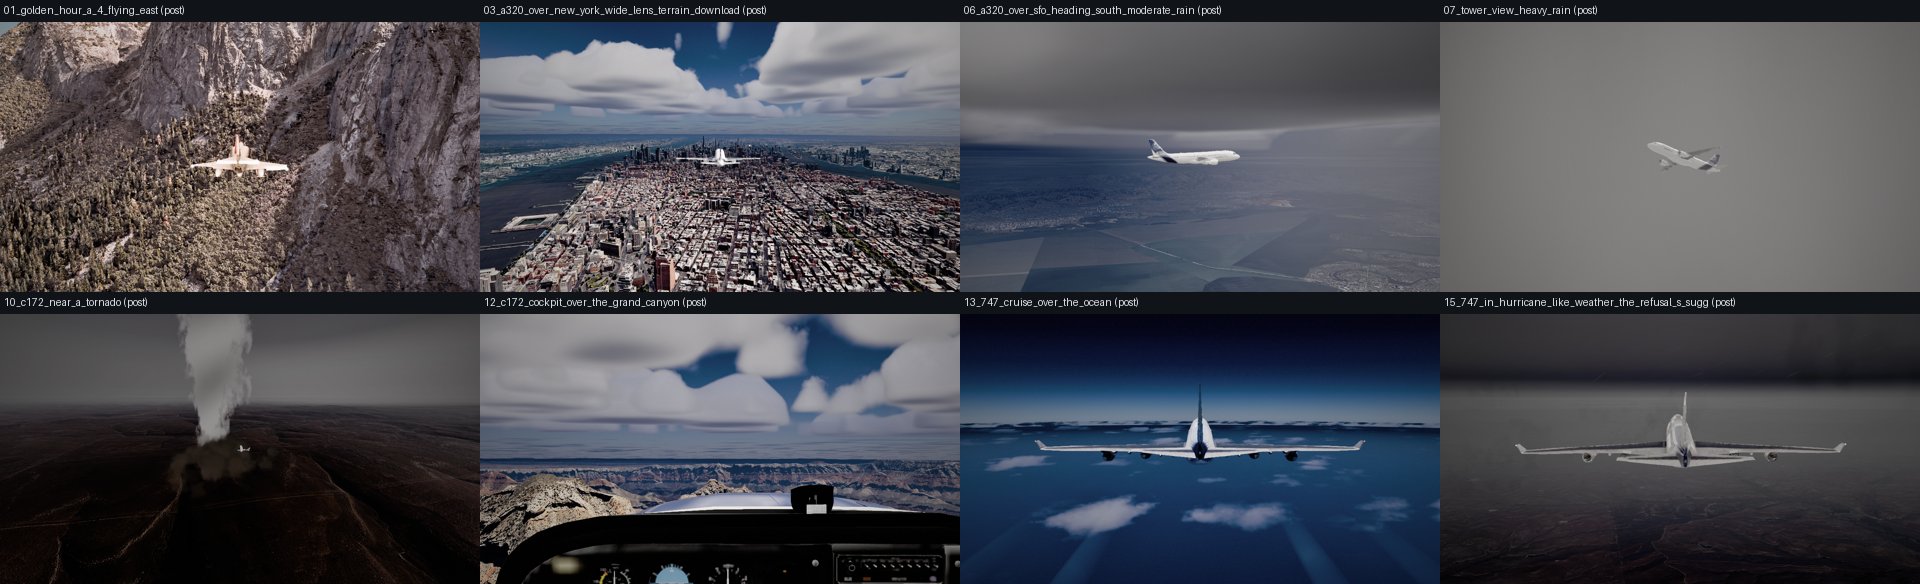 01_golden_hour_a_4_flying_east (post)
03_a320_over_new_york_wide_lens_terrain_download (post)
06_a320_over_sfo_heading_south_moderate_rain (post)
07_tower_view_heavy_rain (post)
10_c172_near_a_tornado (post)
12_c172_cockpit_over_the_grand_canyon (post)
13_747_cruise_over_the_ocean (post)
15_747_in_hurricane_like_weather_the_refusal_s_sugg (post)